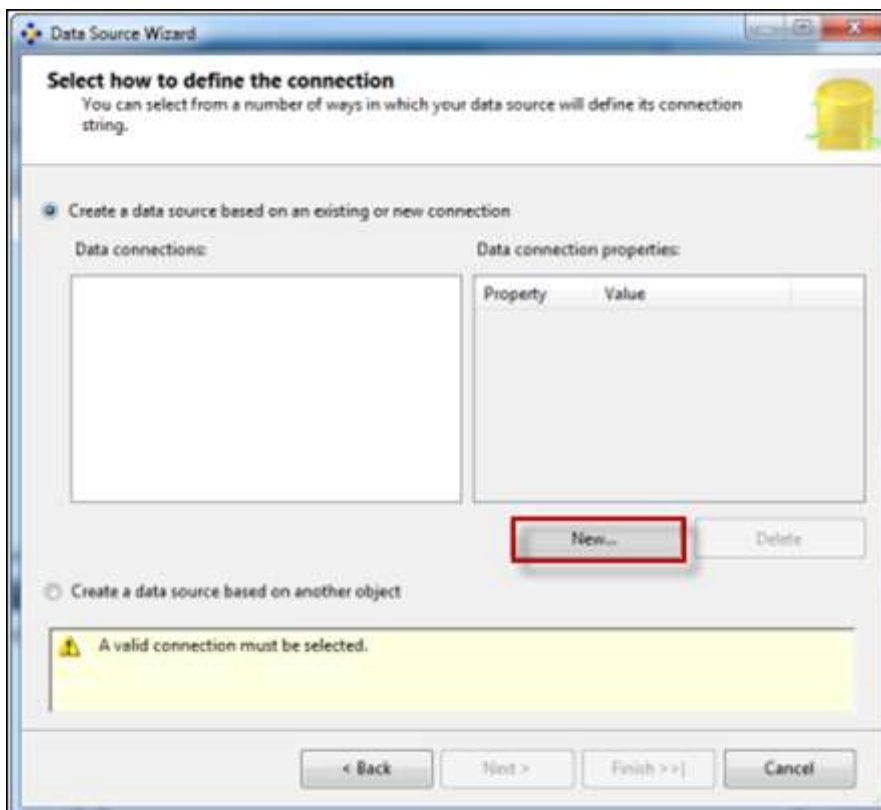 Data Source Wizard
Select how to define the connection
You can select from a number of ways in which your data source will define its connection
string.
Create a data source based on an existing or new connection
Data connections:
Data connection properties:
Property Value
New...
Delete
Create a data source based on another object
A valid connection must be selected.
< Back
Next >
Finish >>|
Cancel